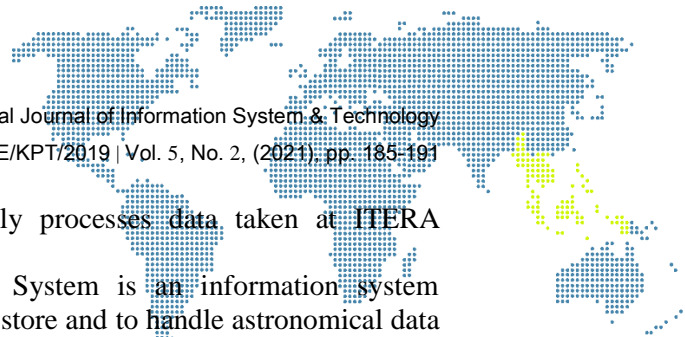 al Journal of Information System & Technology
E/KPT/2019 | Vol. 5, No. 2, (2021), pp. 185-191
ly processes data taken at ITERA
System is an information system
store and to handle astronomical data